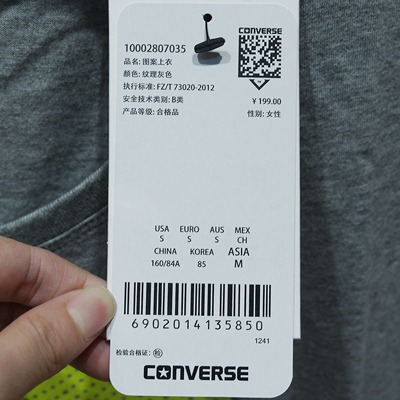 10002807035
CONVERSE
品名: 图案上衣
颜色: 纹理灰色
执行标准: FZ/T 73020-2012
安全技术类别: B类
¥199.00
产品等级: 合格品
性别: 女性
USA EURO AUS MEX
S S S CH
CHINA KOREA ASIA
160/84A 85 M
6902014135850
1241
检验合格证: 检
CONVERSE